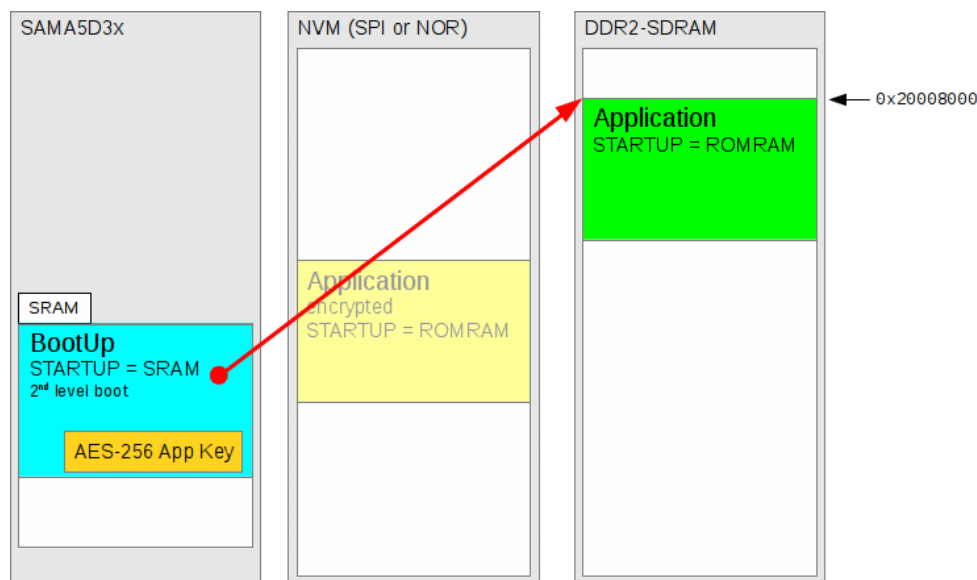 SAMA5D3x
SRAM
BootUp
STARTUP = SRAM
2nd level boot
AES-256 App Key
NVM (SPI or NOR)
Application
encrypted
STARTUP = ROMRAM
DDR2-SDRAM
Application
STARTUP = ROMRAM
0x20008000